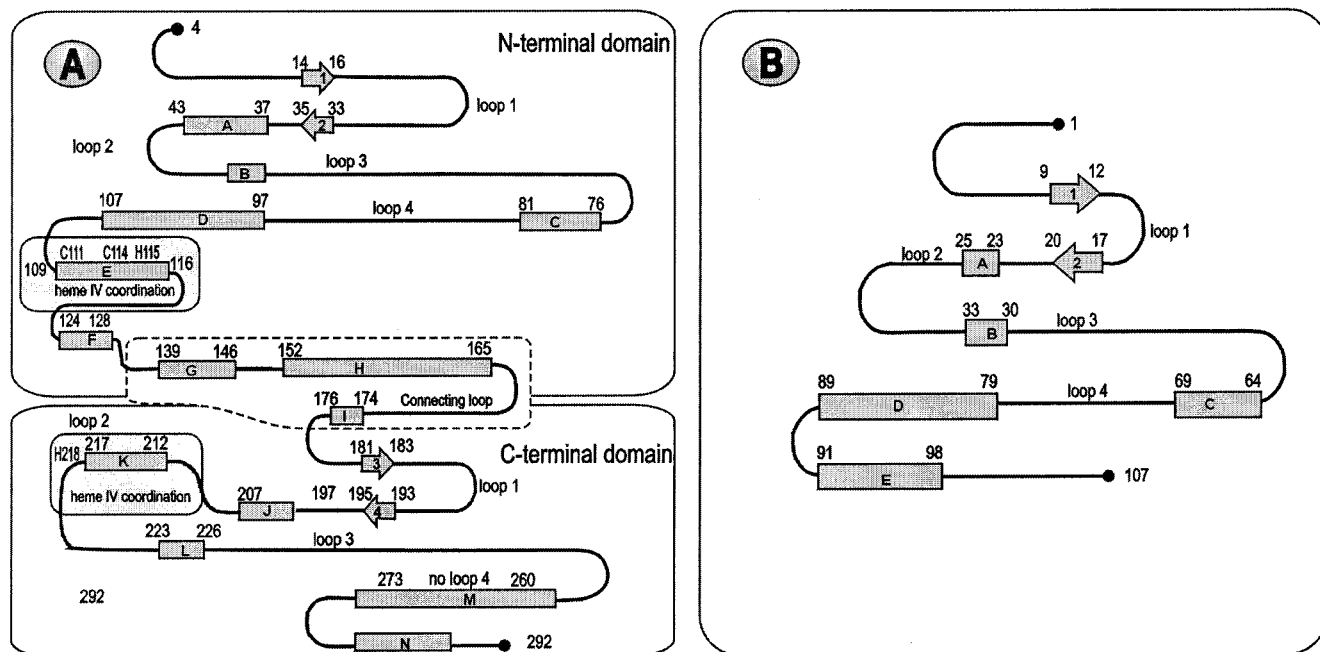 A
N-terminal domain
4
14 16
1
loop 1
43 37 35 33
A 2
loop 2
B
loop 3
107 97 81 76
D loop 4 C
C111 C114 H115
109 E 116
heme IV coordination
124 128
F
139 146 152 165
G H
176 174 Connecting loop
I
C-terminal domain
loop 2
H218 217 212
K
heme IV coordination
181 183
3
loop 1
207 197 195 193
J 4
223 226
L
loop 3
292
273 no loop 4 260
M
N 292
B
1
9 12
1
loop 1
25 23 20 17
loop 2 A 2
33 30
B loop 3
89 79 69 64
D loop 4 C
91 98
E 107